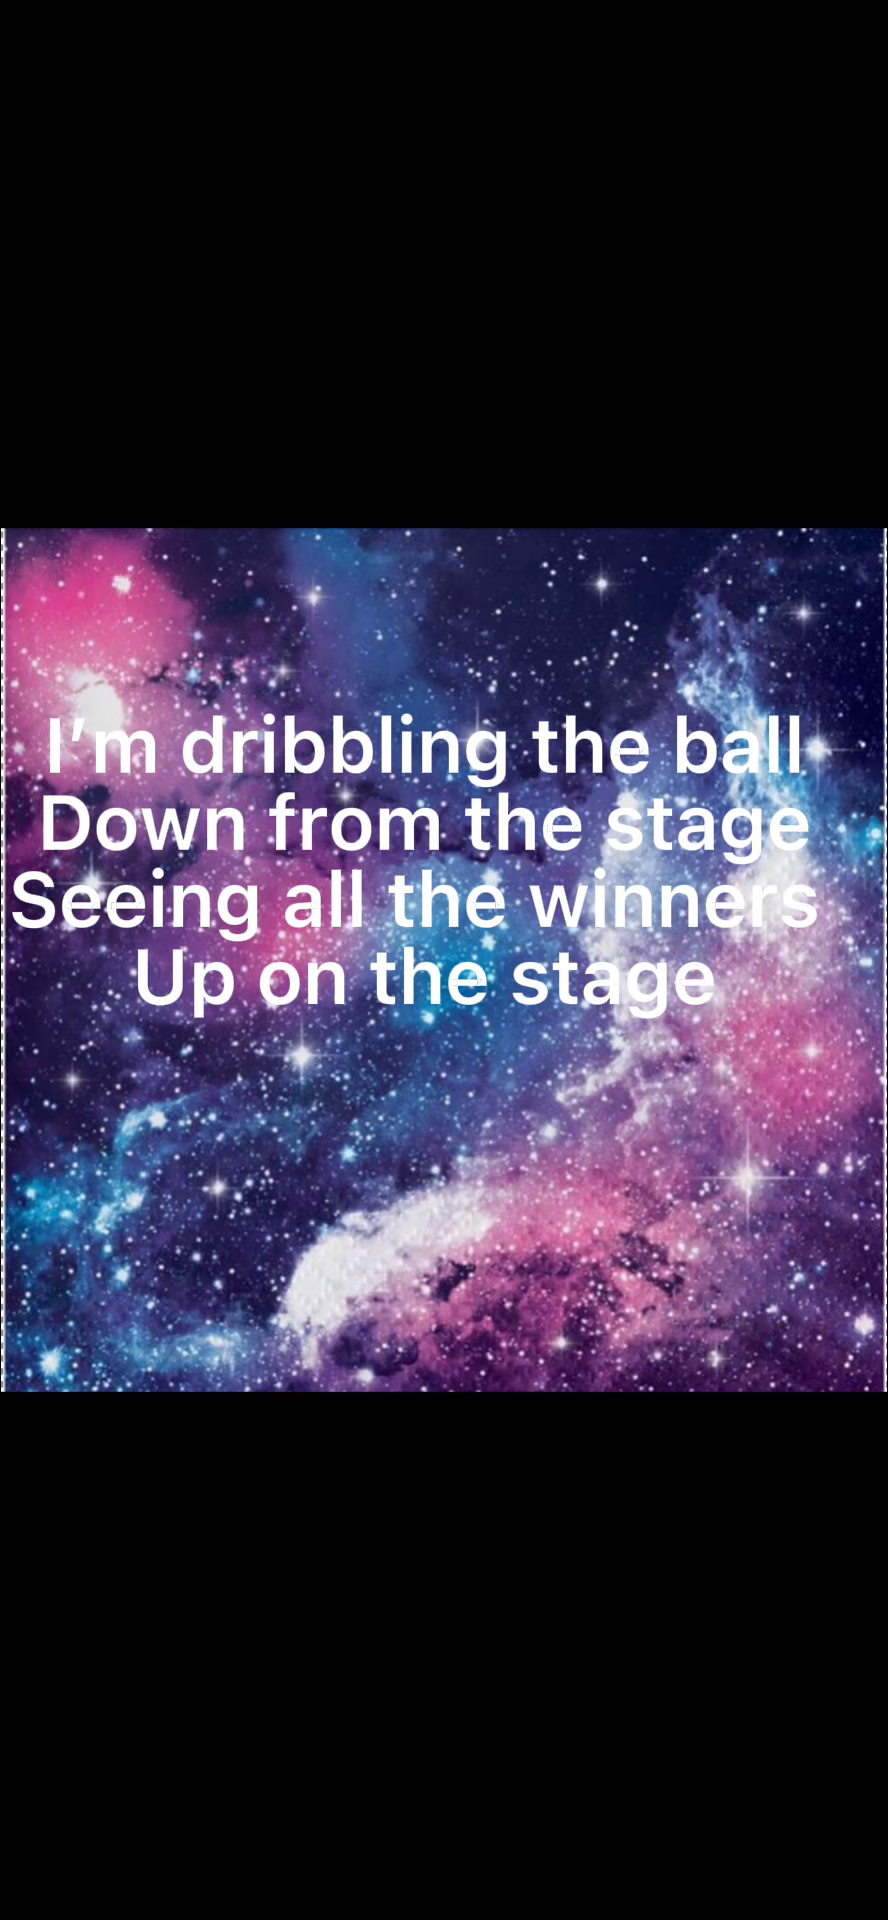 I’m dribbling the ball
Down from the stage
Seeing all the winners
Up on the stage